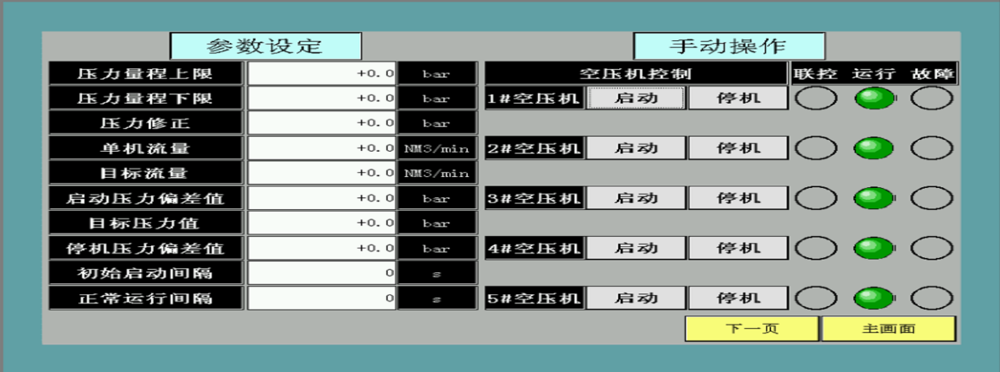 参数设定 手动操作
压力量程上限 +0.0 bar 空压机控制 联控 运行 故障
压力量程下限 +0.0 bar 1#空压机 启动 停机
压力修正 +0.0 bar
单机流量 +0.0 NM3/min 2#空压机 启动 停机
目标流量 +0.0 NM3/min
启动压力偏差值 +0.0 bar 3#空压机 启动 停机
目标压力值 +0.0 bar
停机压力偏差值 +0.0 bar 4#空压机 启动 停机
初始启动间隔 0 s
正常运行间隔 0 s 5#空压机 启动 停机
下一页 主画面